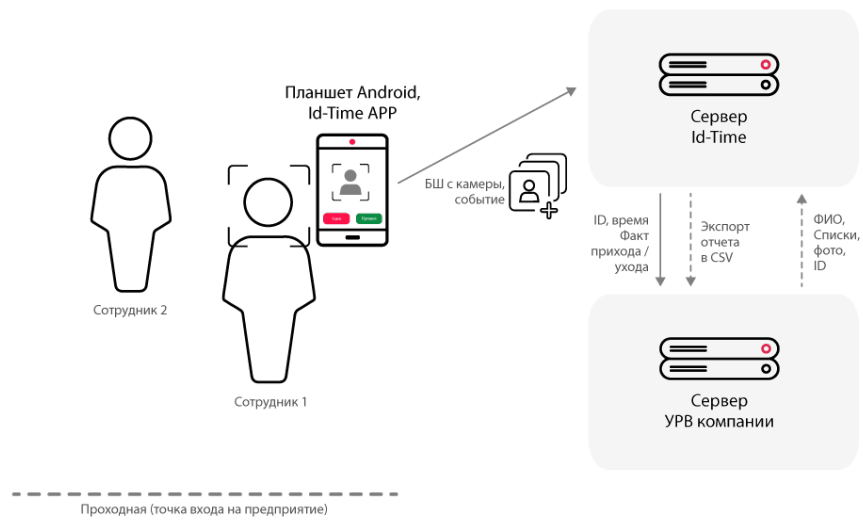 Планшет Android,
Id-Time APP
Сервер
Id-Time
БШ с камеры,
событие
ID, время
Факт
прихода /
ухода
Экспорт
отчета
в CSV
ФИО,
Списки,
фото,
ID
Сотрудник 2
Сотрудник 1
Сервер
УРВ компании
Проходная (точка входа на предприятие)